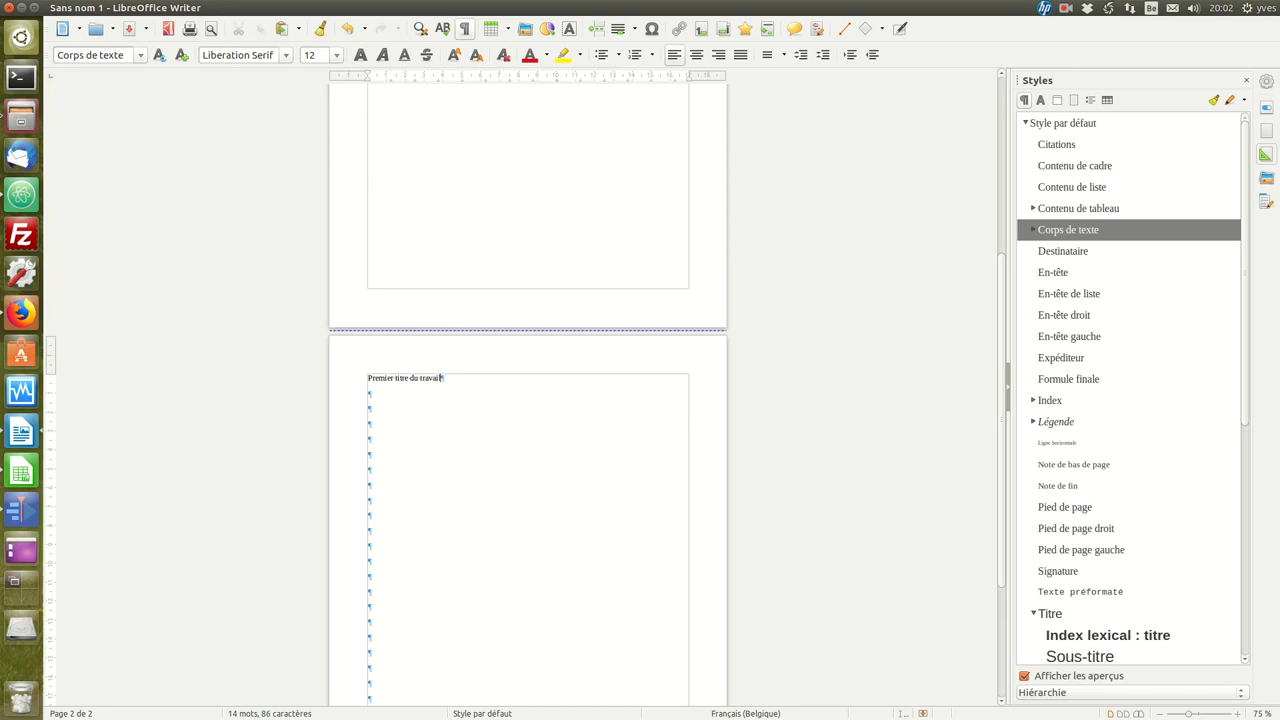 Sans nom 1 - LibreOffice Writer
Be
20:02
yves
Corps de texte
Liberation Serif
12
Styles
Style par défaut
Citations
Contenu de cadre
Contenu de liste
Contenu de tableau
Corps de texte
Destinataire
En-tête
En-tête de liste
En-tête droit
En-tête gauche
Expéditeur
Formule finale
Index
Légende
Ligne horizontale
Note de bas de page
Note de fin
Pied de page
Pied de page droit
Pied de page gauche
Signature
Texte préformaté
Titre
Index lexical : titre
Sous-titre
Afficher les aperçus
Hiérarchie
Premier titre du travail¶
Page 2 de 2
14 mots, 86 caractères
Style par défaut
Français (Belgique)
75 %